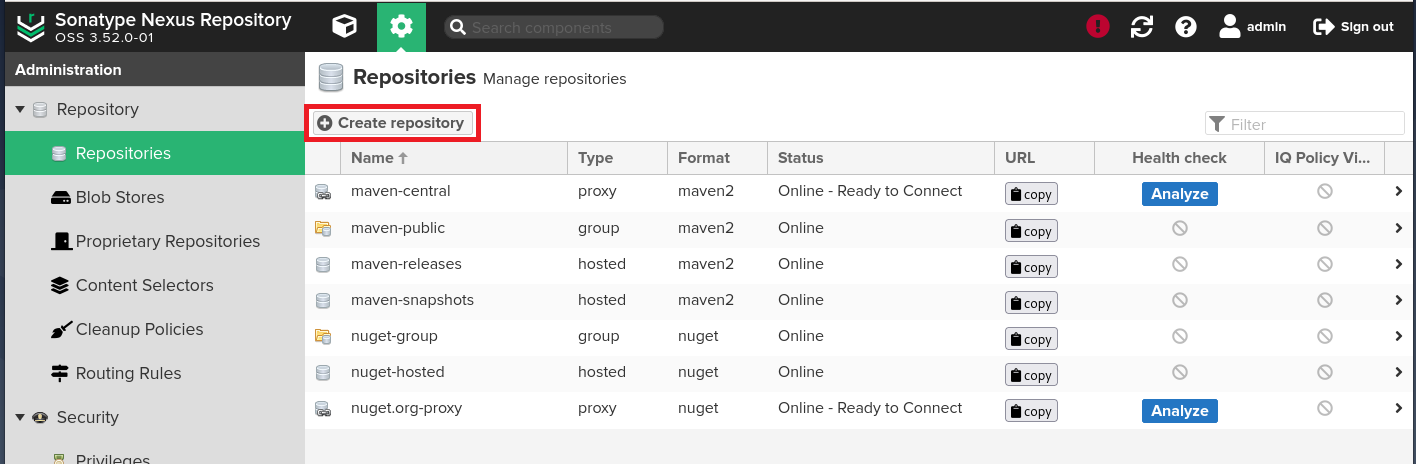 Sonatype Nexus Repository
OSS 3.52.0-01
Search components
admin
Sign out
Administration
Repository
Repositories
Blob Stores
Proprietary Repositories
Content Selectors
Cleanup Policies
Routing Rules
Security
Privileges
Repositories Manage repositories
Create repository
Filter
Name Type Format Status URL Health check IQ Policy Vi...
maven-central proxy maven2 Online - Ready to Connect copy Analyze
maven-public group maven2 Online copy
maven-releases hosted maven2 Online copy
maven-snapshots hosted maven2 Online copy
nuget-group group nuget Online copy
nuget-hosted hosted nuget Online copy
nuget.org-proxy proxy nuget Online - Ready to Connect copy Analyze